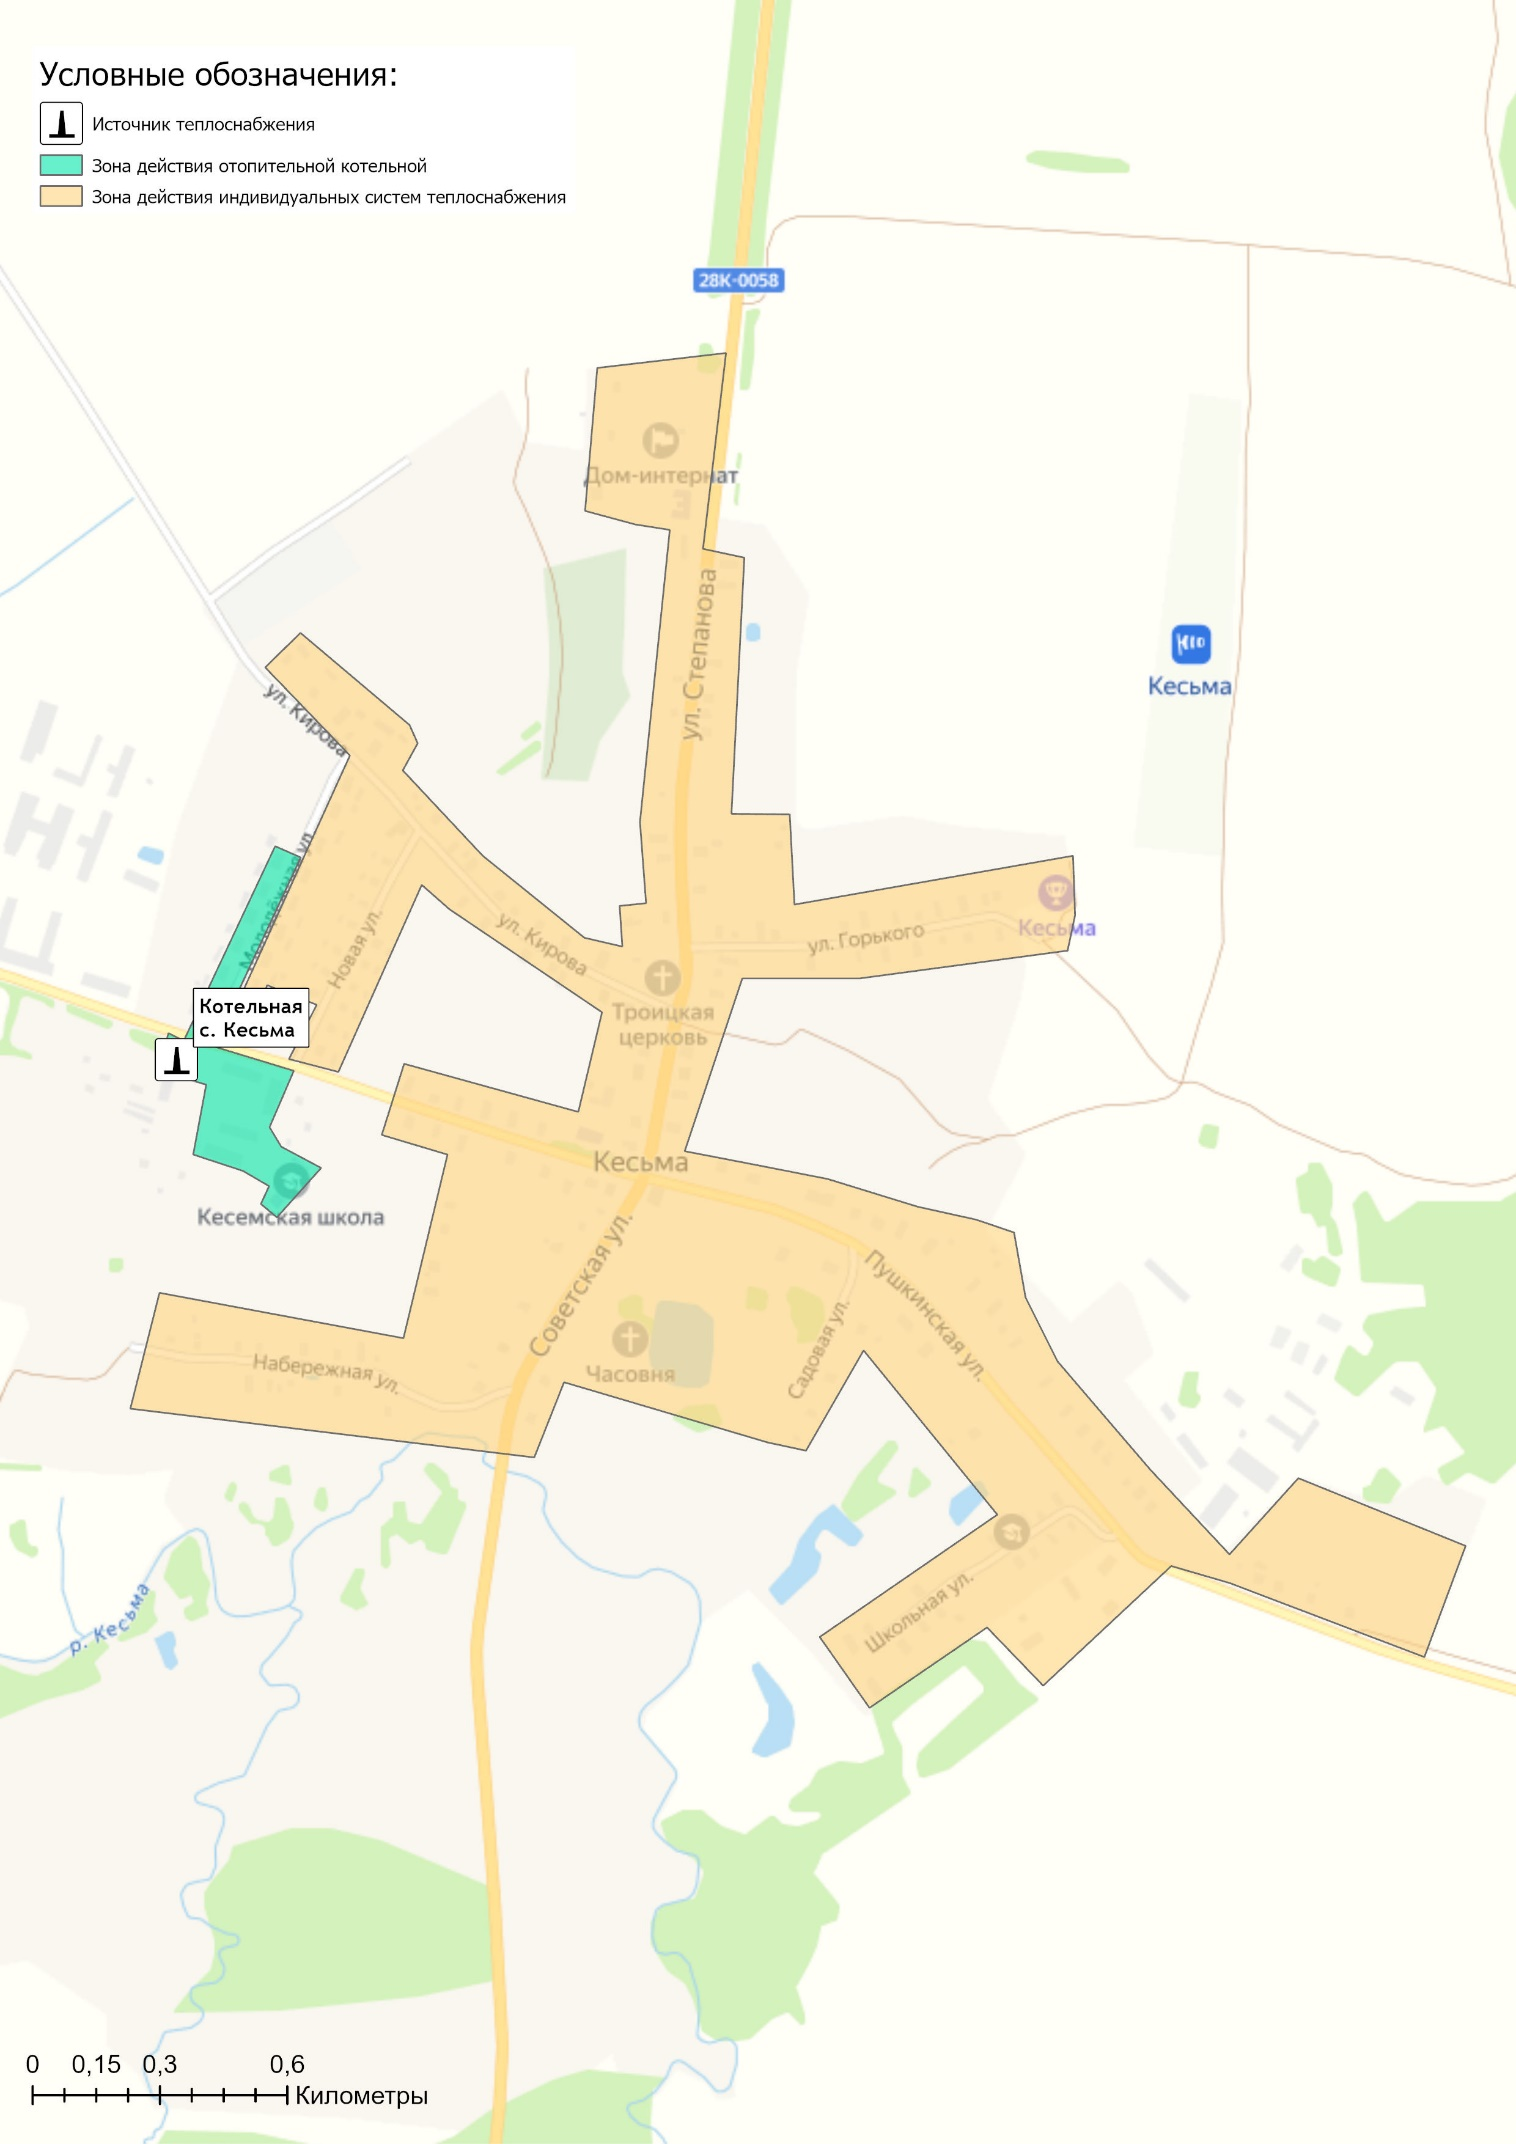 Условные обозначения:
Источник теплоснабжения
Зона действия отопительной котельной
Зона действия индивидуальных систем теплоснабжения
28К-0058
Дом-интернат
ул. Степанова
Кесьма
ул. Кирова
Молодёжная ул.
Новая ул.
ул. Кирова
ул. Горького
Кесьма
Троицкая
церковь
Котельная
с. Кесьма
Кесьма
Кесемская школа
Советская ул.
Пушкинская ул.
Садовая ул.
Часовня
Набережная ул.
Школьная ул.
р. Кесьма
0 0,15 0,3 0,6
Километры